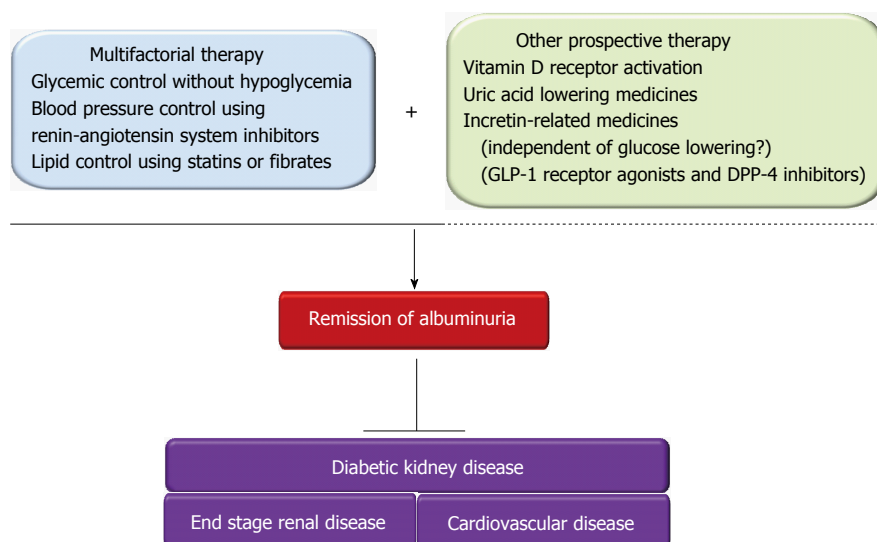 Multifactorial therapy
Glycemic control without hypoglycemia
Blood pressure control using
renin-angiotensin system inhibitors
Lipid control using statins or fibrates
+
Other prospective therapy
Vitamin D receptor activation
Uric acid lowering medicines
Incretin-related medicines
(independent of glucose lowering?)
(GLP-1 receptor agonists and DPP-4 inhibitors)
Remission of albuminuria
Diabetic kidney disease
End stage renal disease
Cardiovascular disease